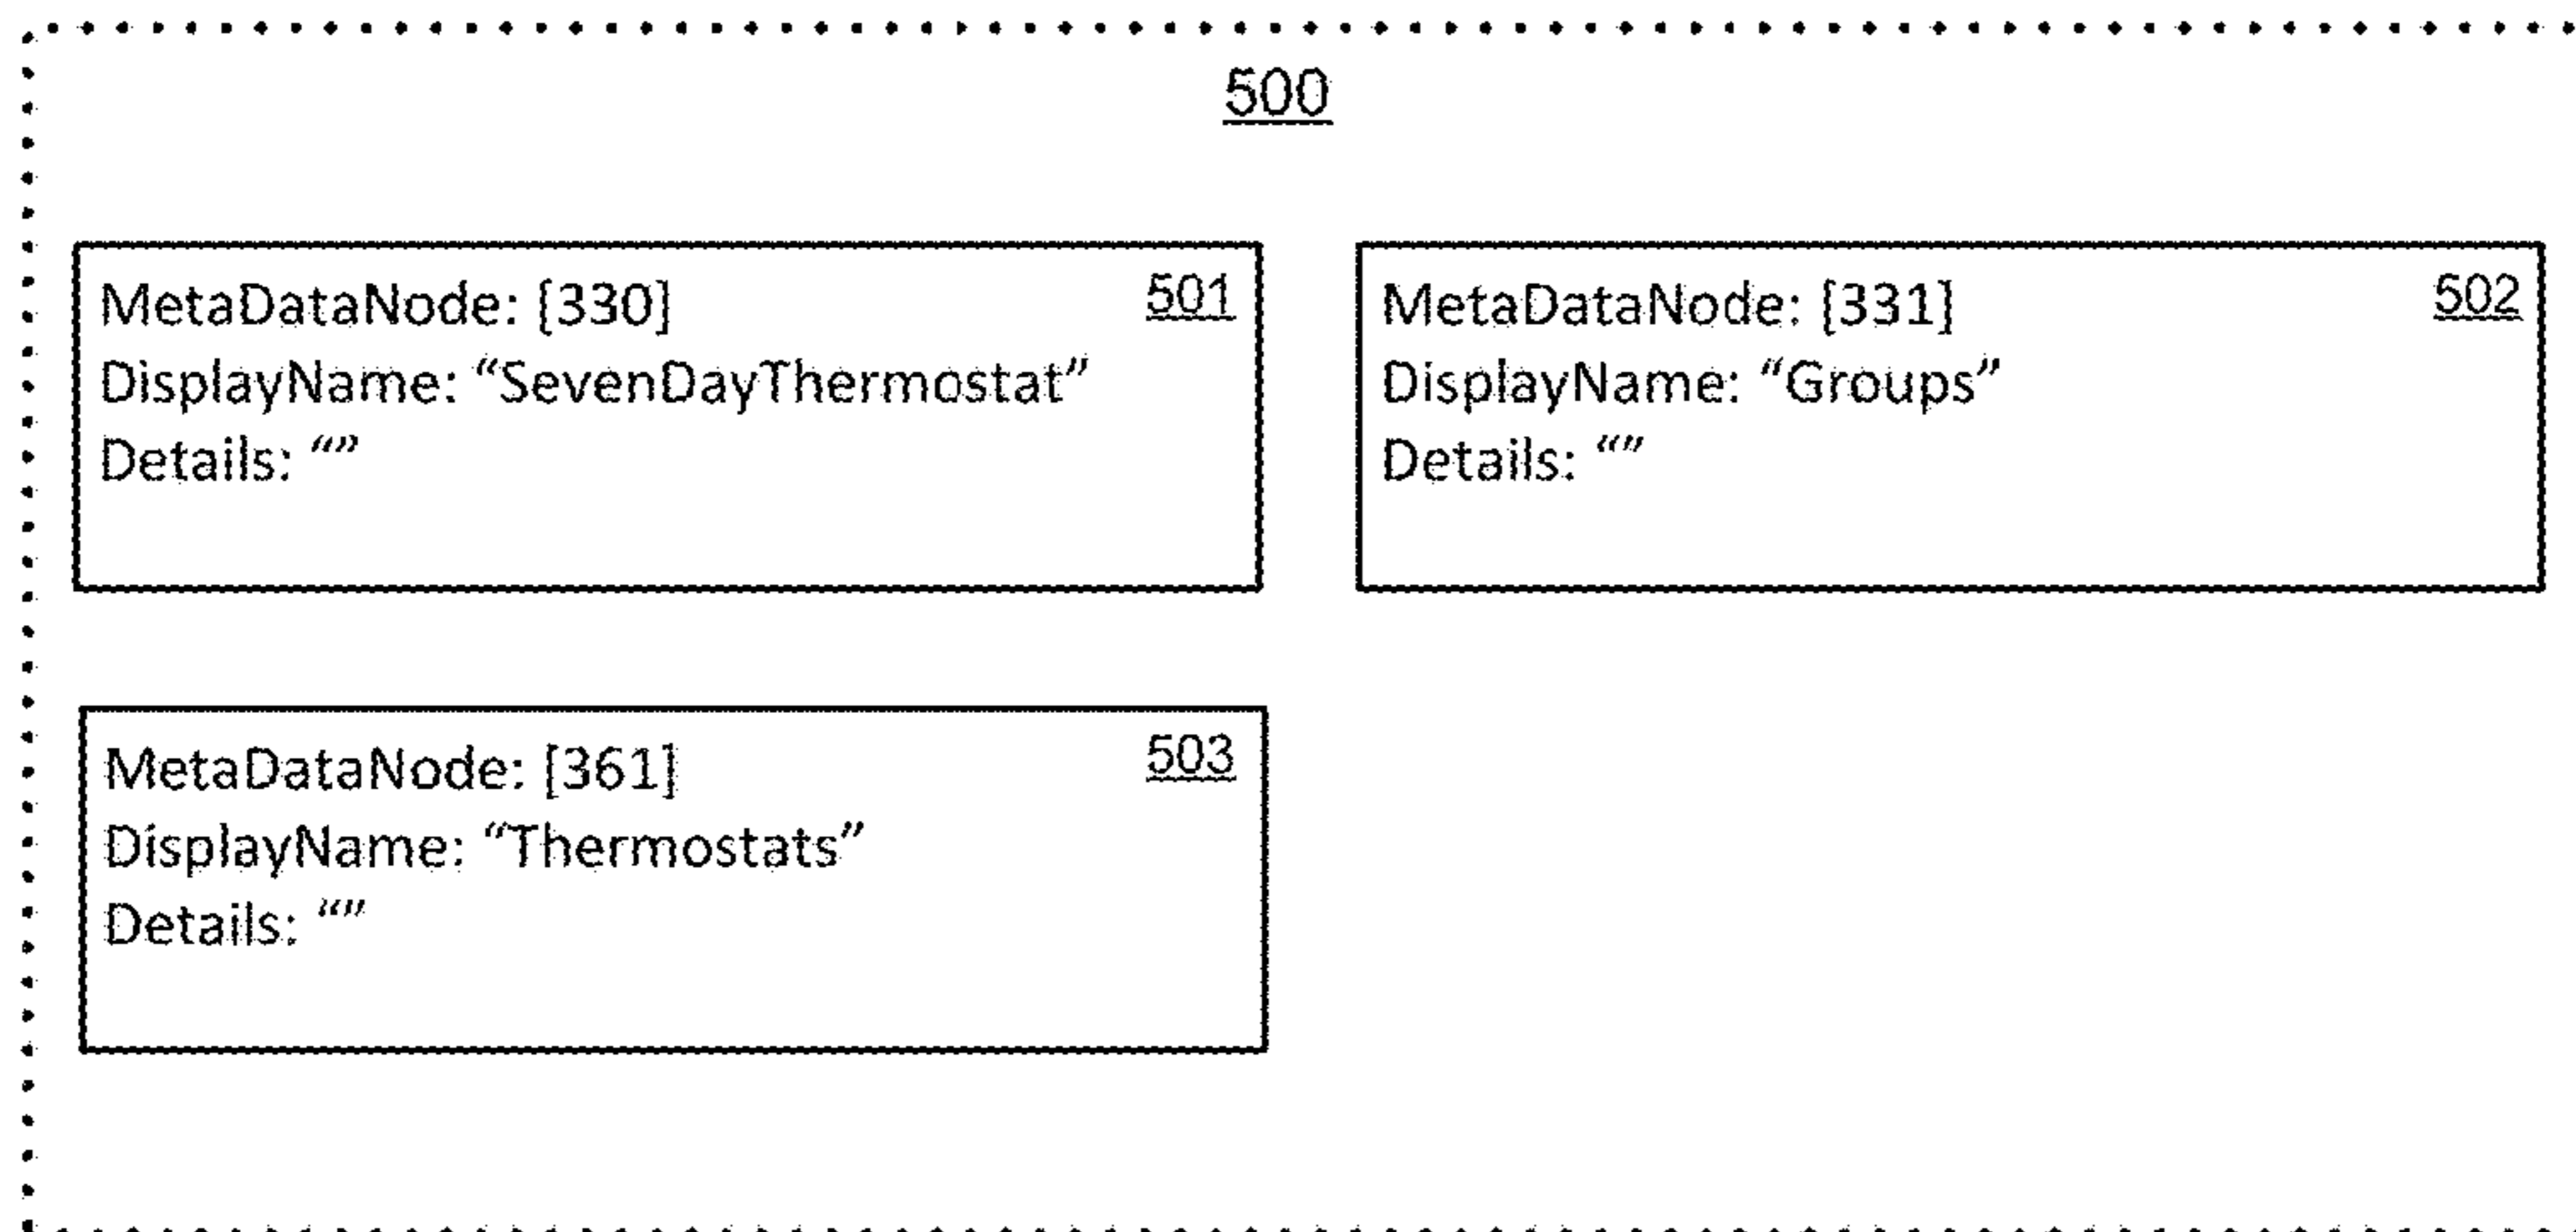 500
MetaDataNode: [330] 501
DisplayName: “SevenDayThermostat”
Details: “”
MetaDataNode: [331] 502
DisplayName: “Groups”
Details: “”
MetaDataNode: [361] 503
DisplayName: “Thermostats”
Details: “”